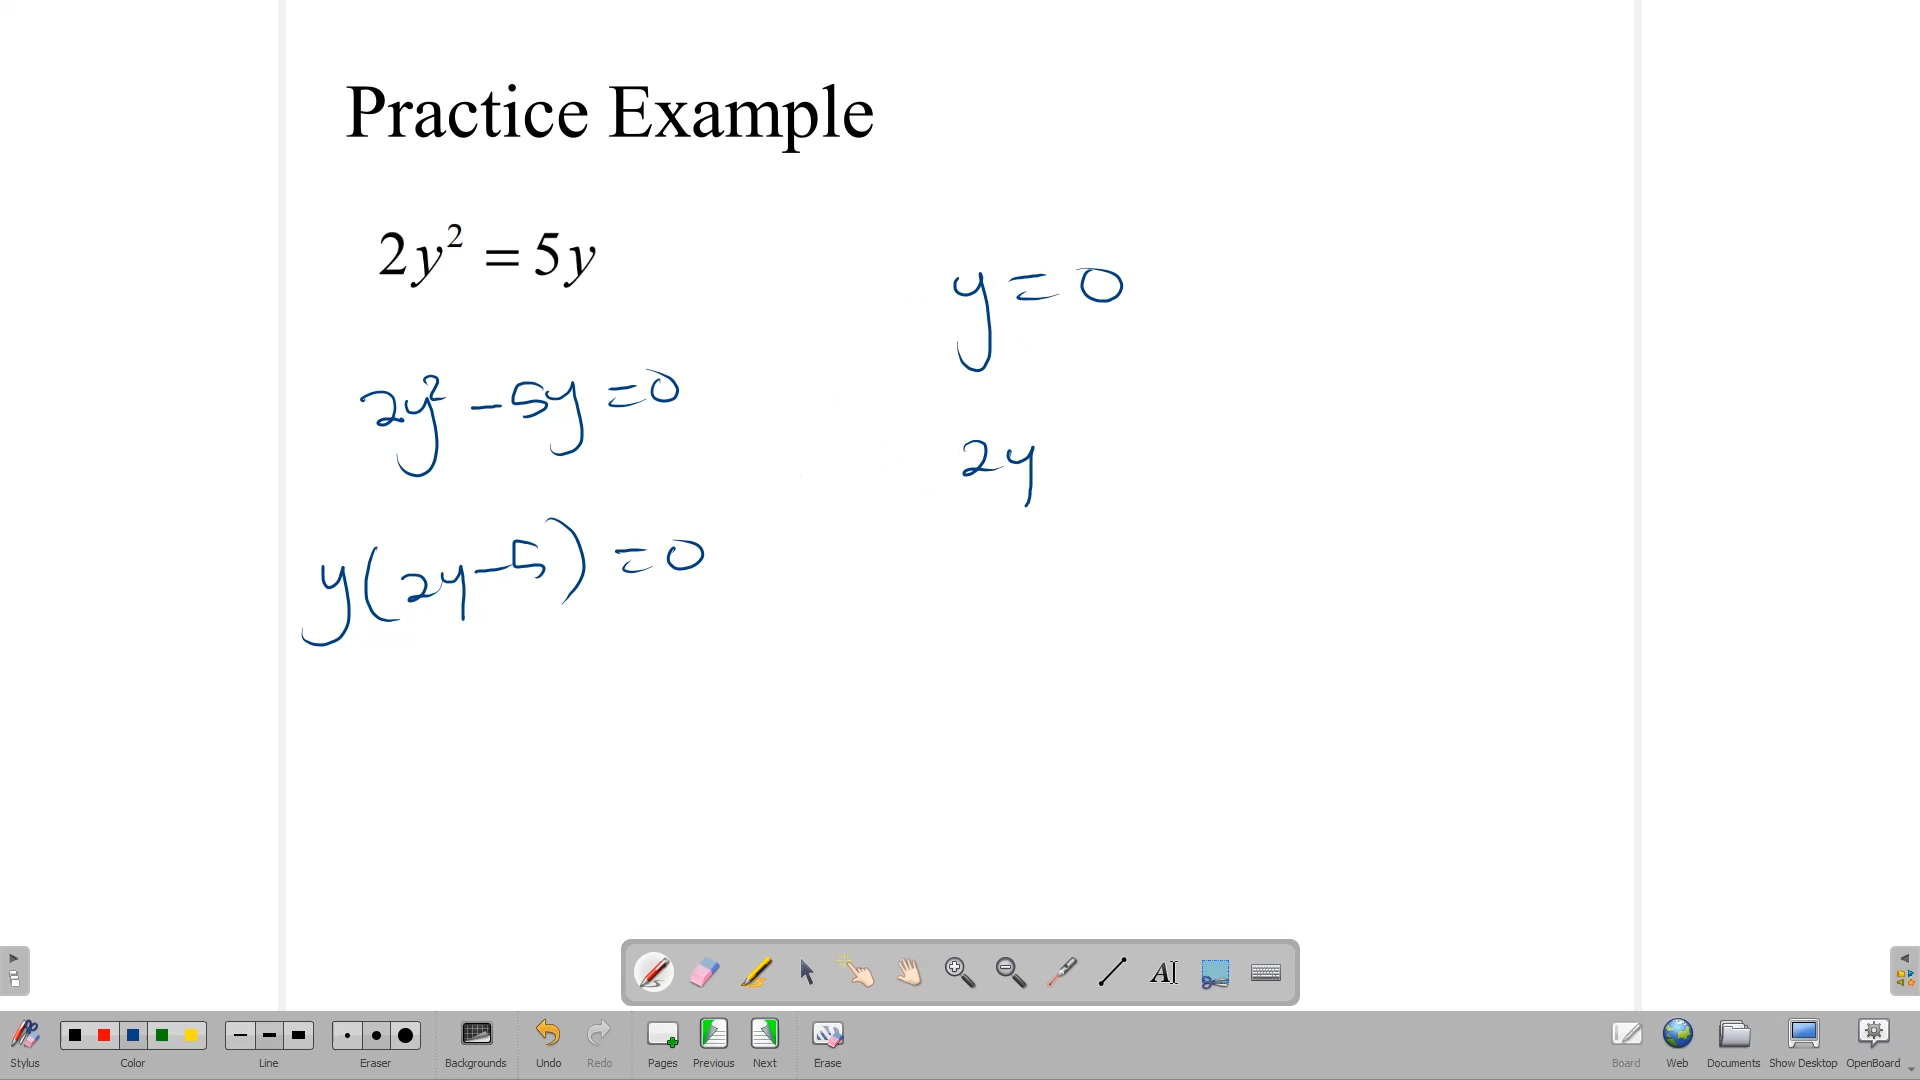 Practice Example
2y² = 5y
2y² - 5y = 0
y(2y-5) = 0
y = 0
2y
AI
Stylus
Color
Line
Eraser
Backgrounds
Undo
Redo
Pages
Previous
Next
Erase
Board
Web
Documents
Show Desktop
OpenBoard